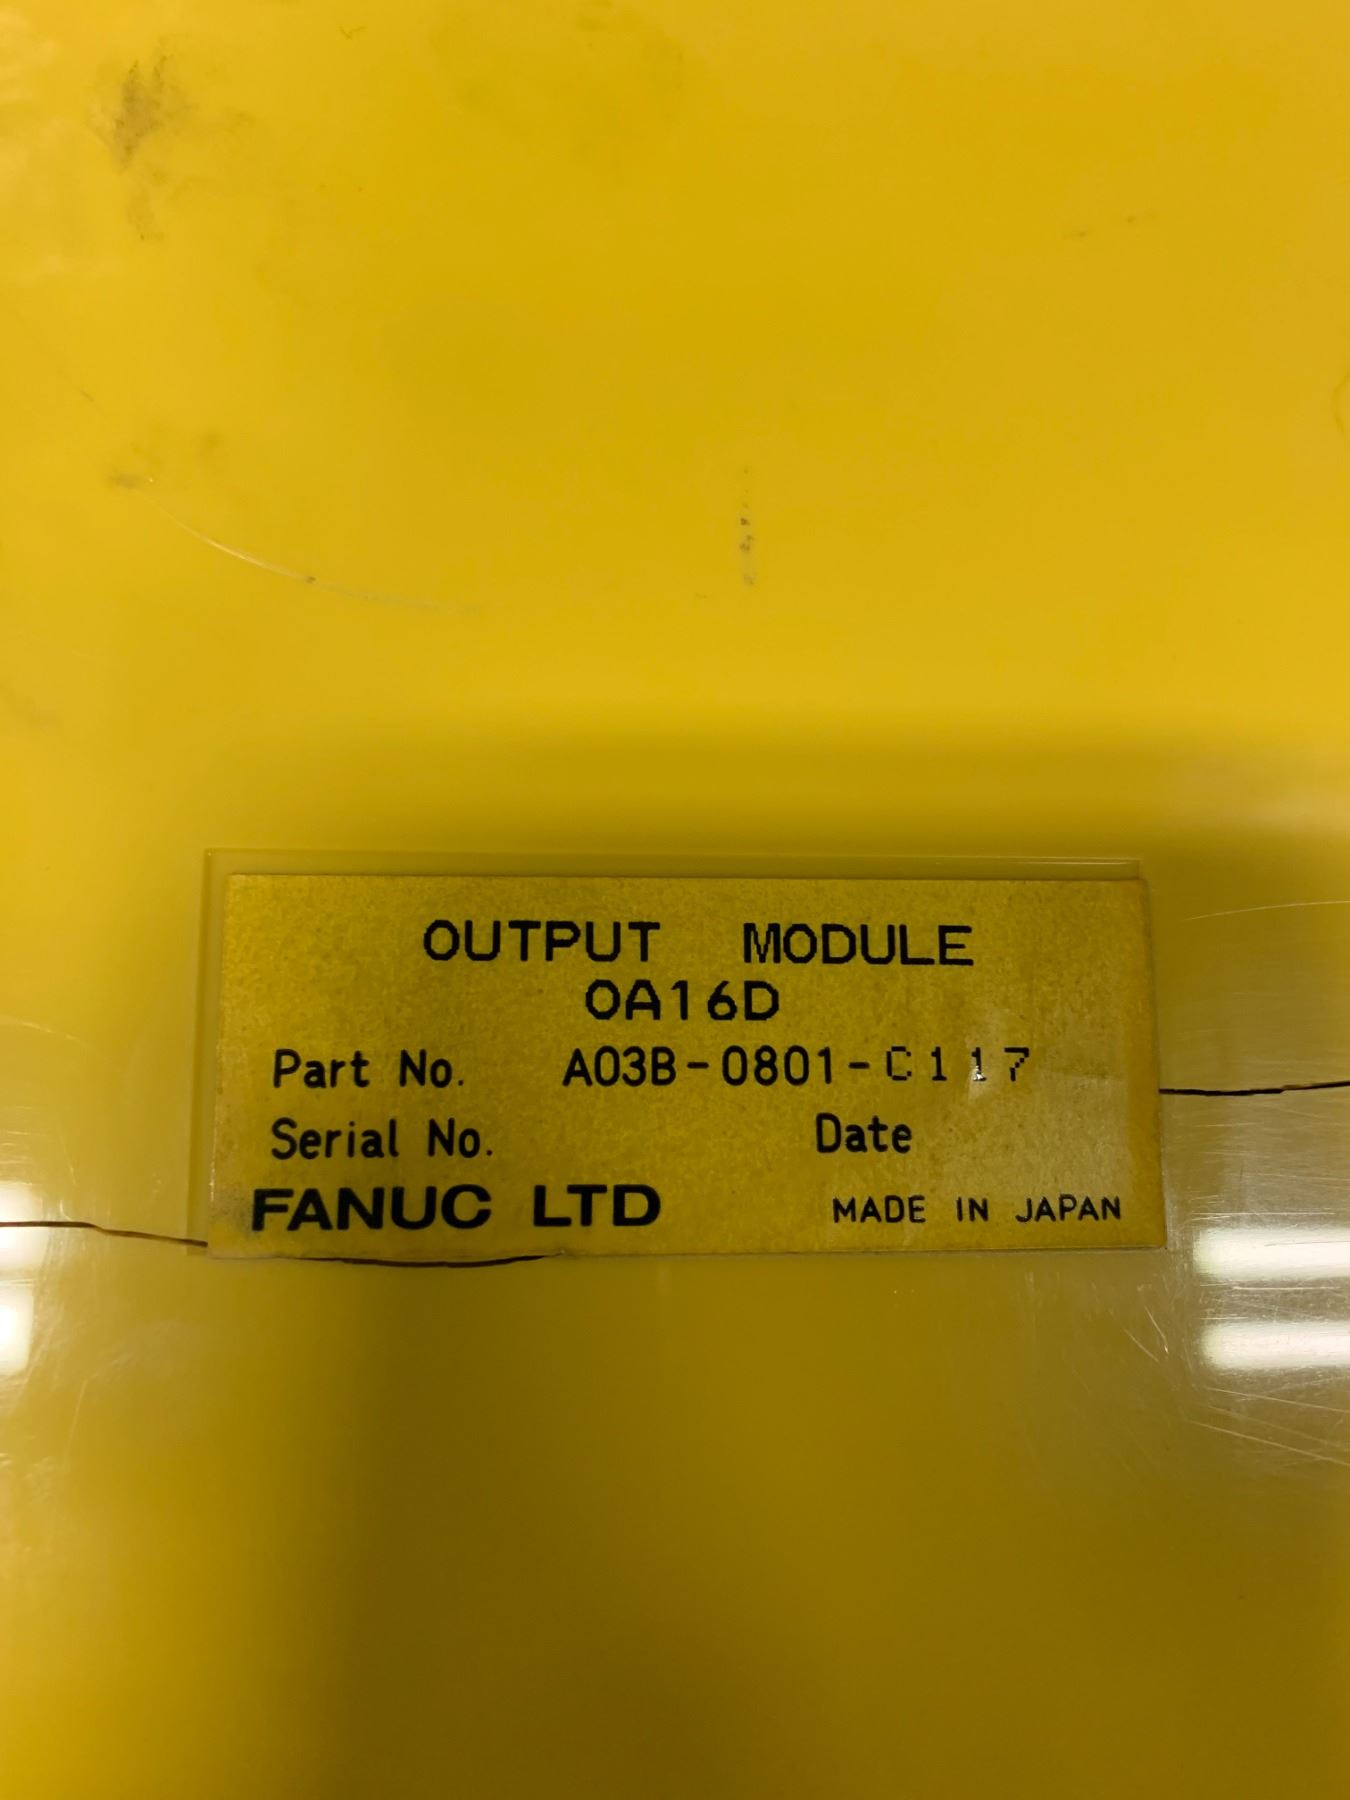 OUTPUT MODULE
OA16D
Part No. A03B-0801-C117
Serial No. Date
FANUC LTD MADE IN JAPAN